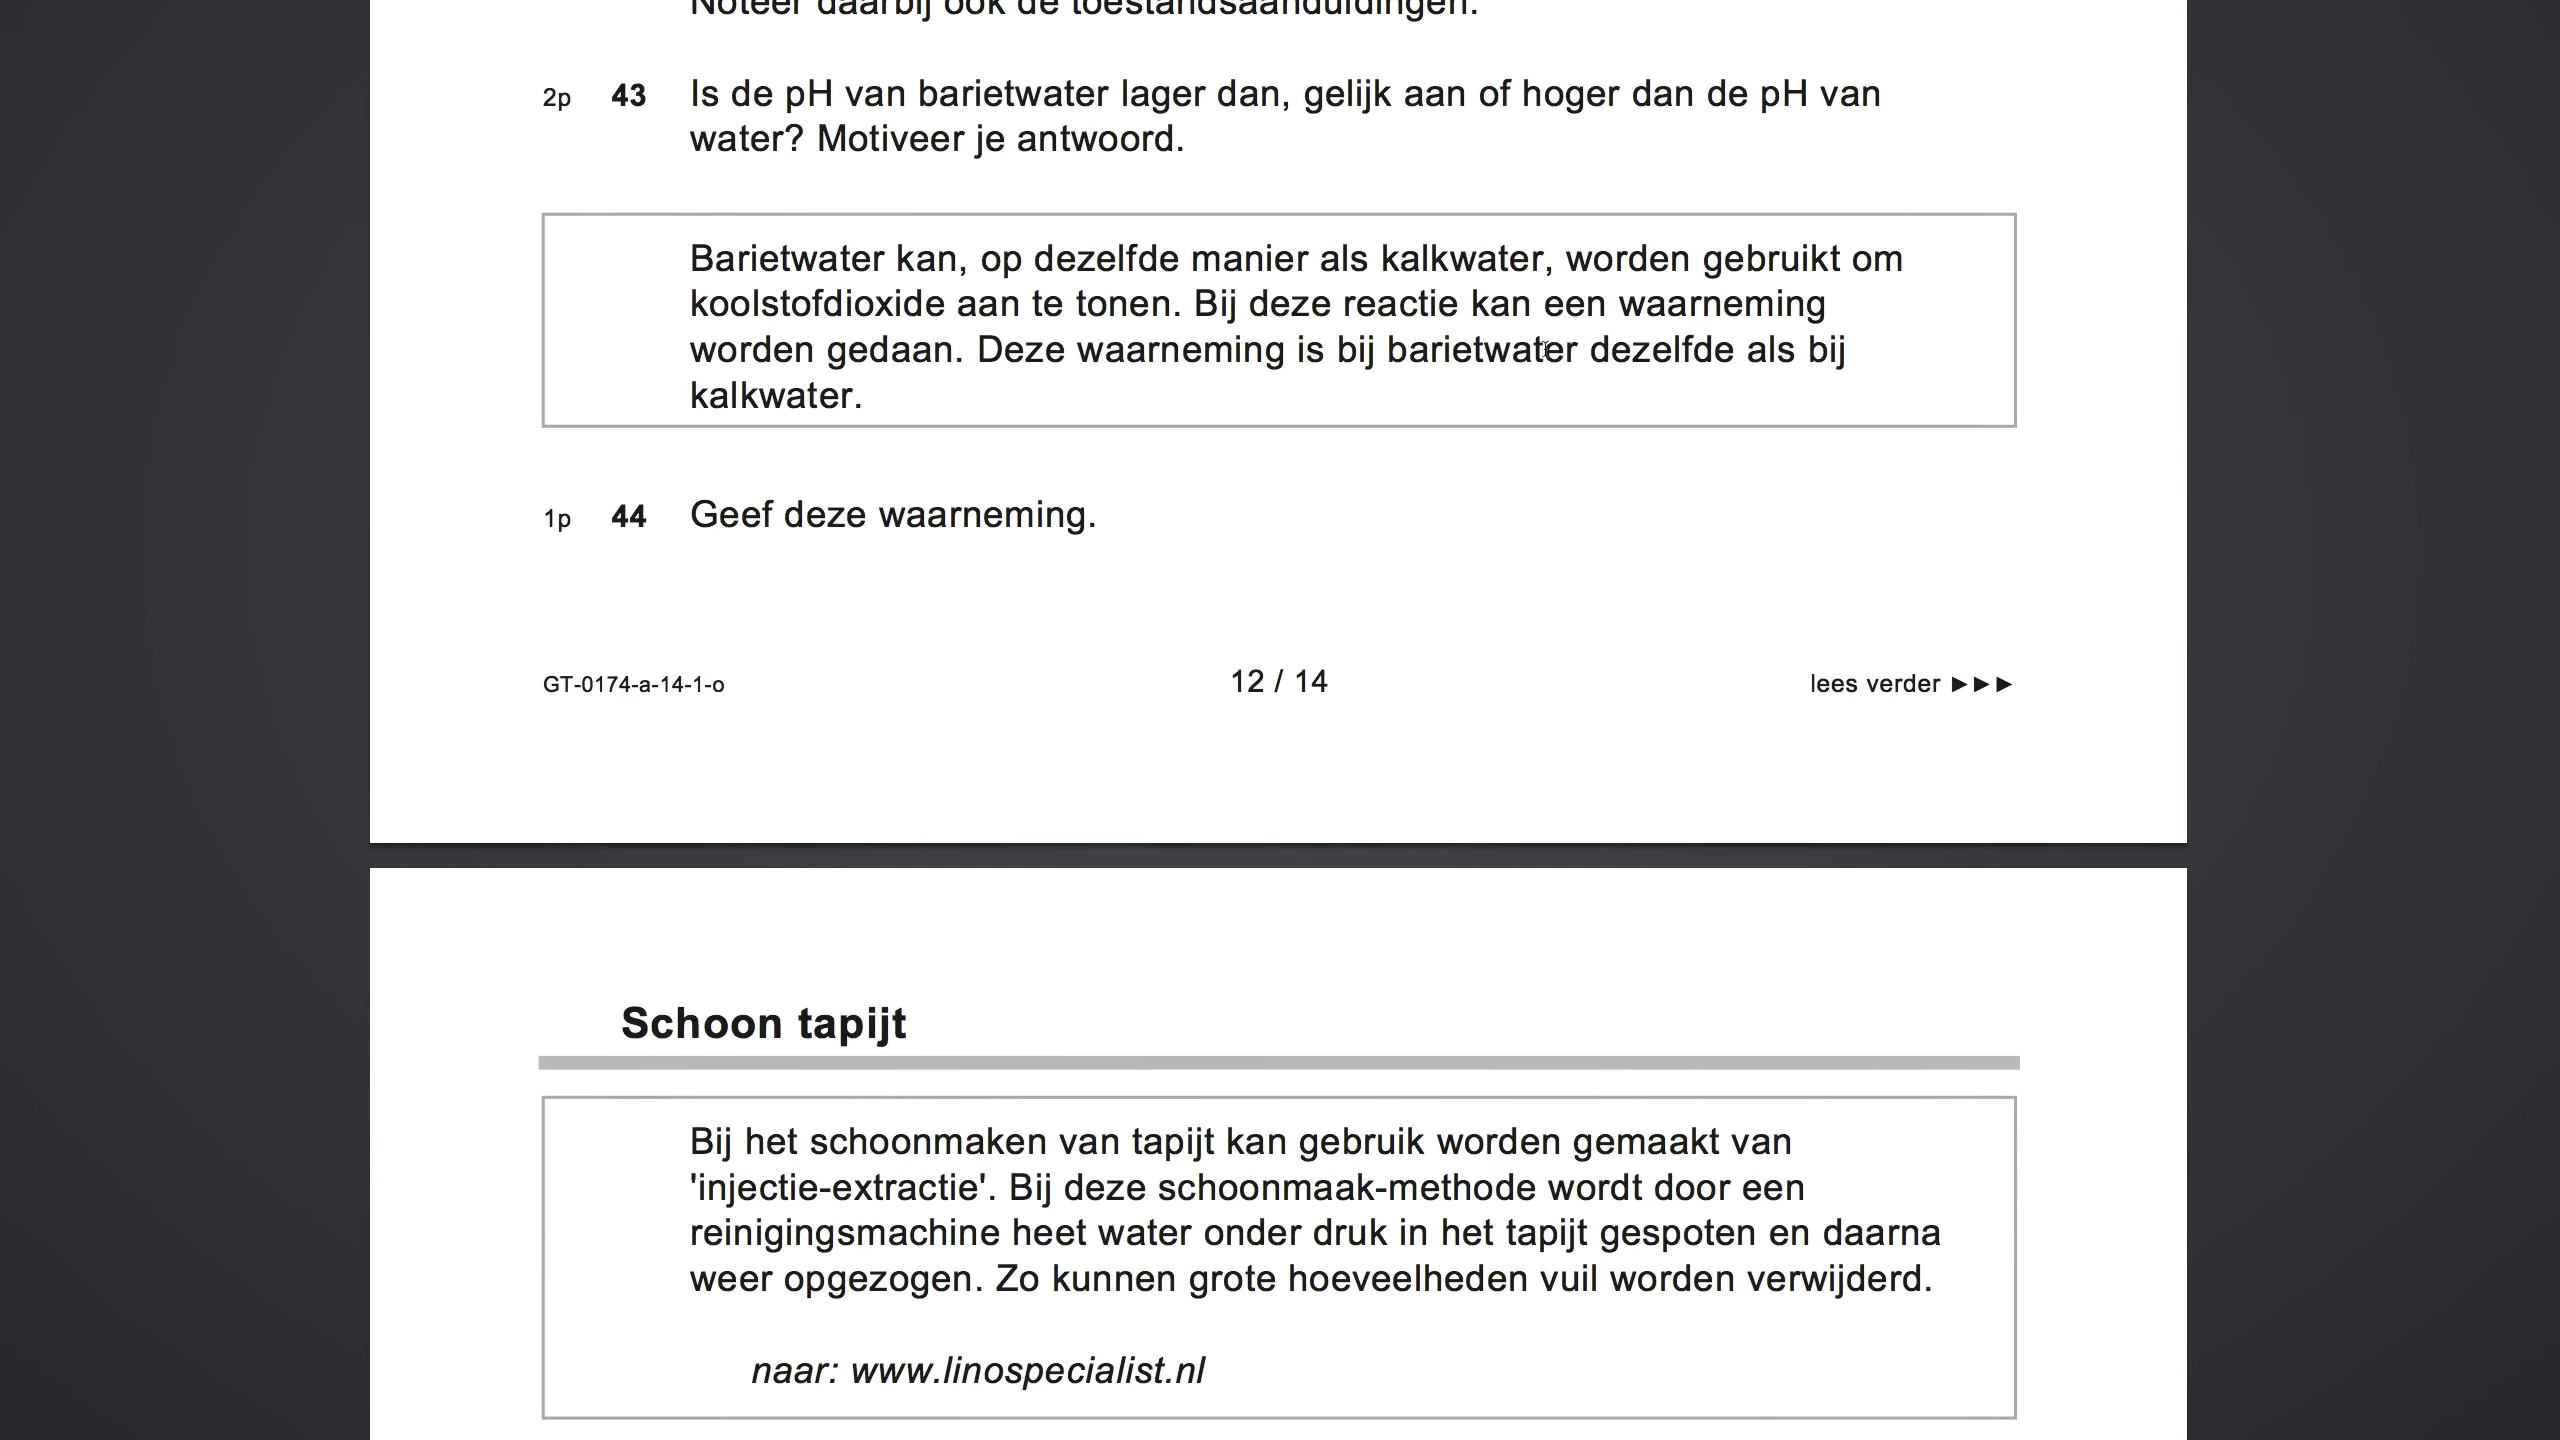 Noteer daarbij ook de toestandsaanduidingen.
2p 43 Is de pH van barietwater lager dan, gelijk aan of hoger dan de pH van
water? Motiveer je antwoord.
Barietwater kan, op dezelfde manier als kalkwater, worden gebruikt om
koolstofdioxide aan te tonen. Bij deze reactie kan een waarneming
worden gedaan. Deze waarneming is bij barietwater dezelfde als bij
kalkwater.
1p 44 Geef deze waarneming.
GT-0174-a-14-1-o 12 / 14 lees verder ►►►
Schoon tapijt
Bij het schoonmaken van tapijt kan gebruik worden gemaakt van
'injectie-extractie'. Bij deze schoonmaak-methode wordt door een
reinigingsmachine heet water onder druk in het tapijt gespoten en daarna
weer opgezogen. Zo kunnen grote hoeveelheden vuil worden verwijderd.
naar: www.linospecialist.nl